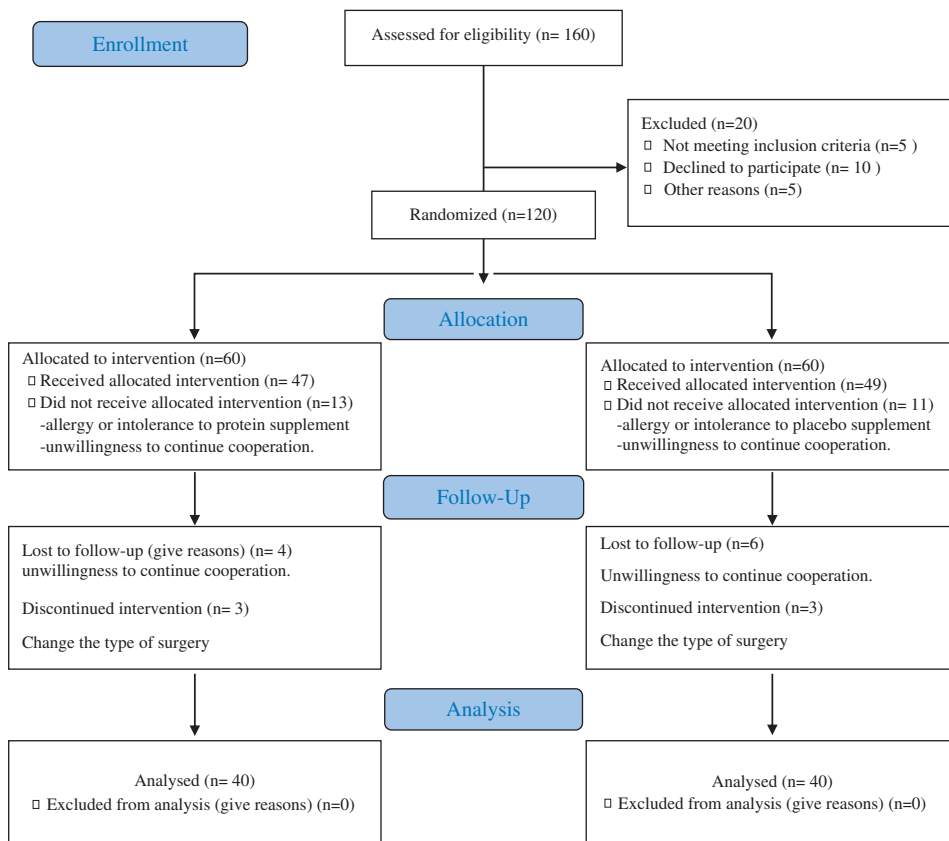 Enrollment
Assessed for eligibility (n= 160)
Excluded (n=20)
▯ Not meeting inclusion criteria (n=5 )
▯ Declined to participate (n= 10 )
▯ Other reasons (n=5)
Randomized (n=120)
Allocation
Allocated to intervention (n=60)
▯ Received allocated intervention (n= 47)
▯ Did not receive allocated intervention (n=13)
-allergy or intolerance to protein supplement
-unwillingness to continue cooperation.
Allocated to intervention (n=60)
▯ Received allocated intervention (n=49)
▯ Did not receive allocated intervention (n= 11)
-allergy or intolerance to placebo supplement
-unwillingness to continue cooperation.
Follow-Up
Lost to follow-up (give reasons) (n= 4)
unwillingness to continue cooperation.
Discontinued intervention (n= 3)
Change the type of surgery
Lost to follow-up (n=6)
Unwillingness to continue cooperation.
Discontinued intervention (n=3)
Change the type of surgery
Analysis
Analysed (n= 40)
▯ Excluded from analysis (give reasons) (n=0)
Analysed (n= 40)
▯ Excluded from analysis (give reasons) (n=0)